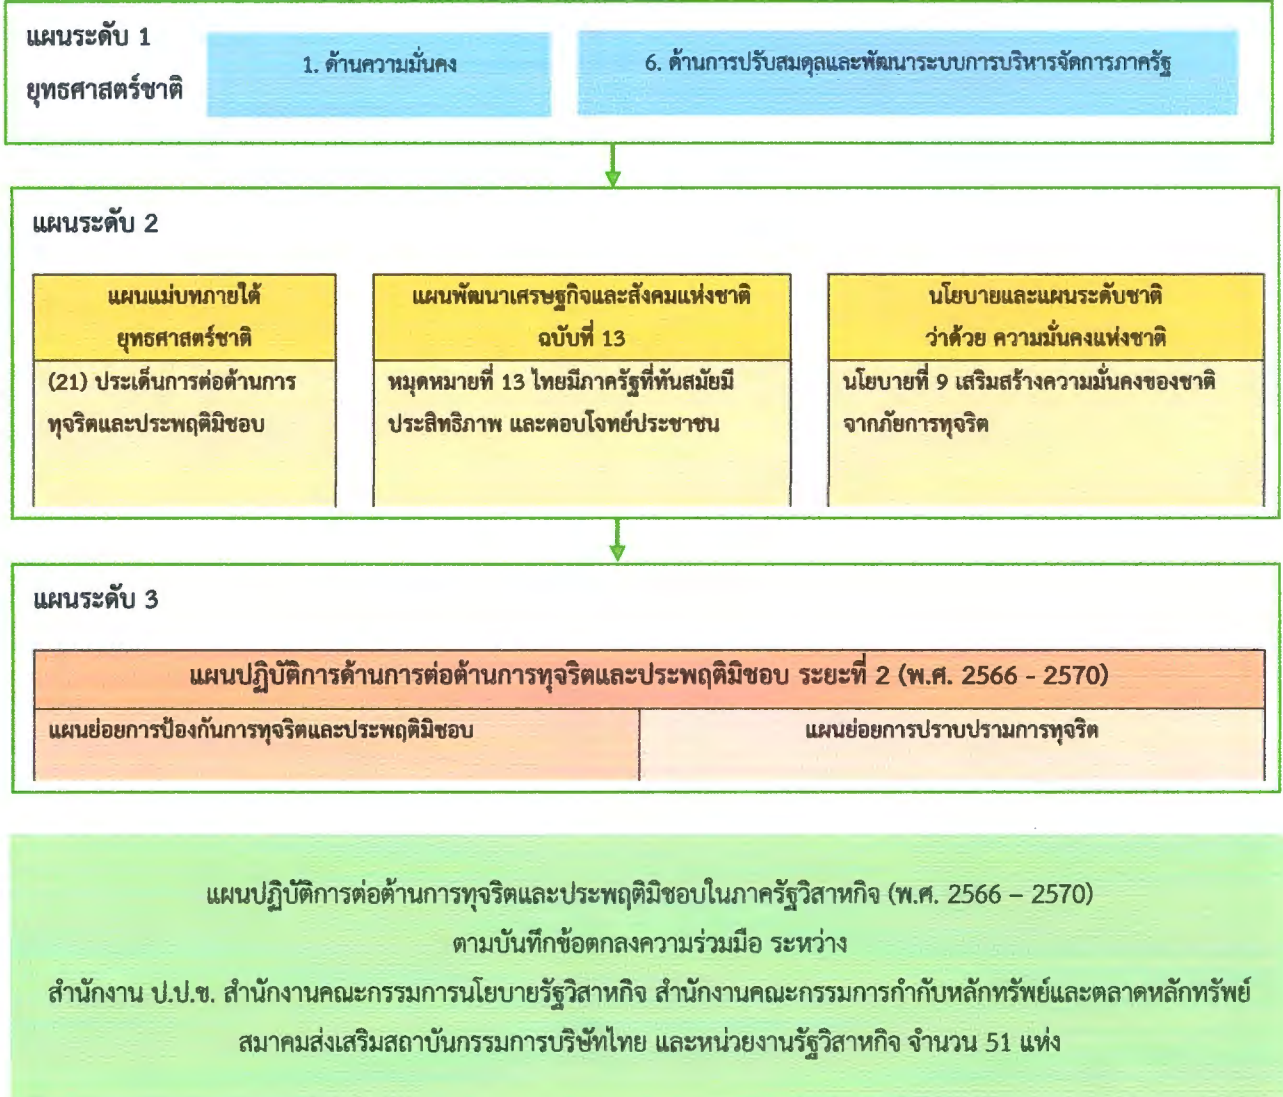 แผนระดับ 1
ยุทธศาสตร์ชาติ
1. ด้านความมั่นคง
6. ด้านการปรับสมดุลและพัฒนาระบบการบริหารจัดการภาครัฐ
แผนระดับ 2
แผนแม่บทภายใต้
ยุทธศาสตร์ชาติ
(21) ประเด็นการต่อต้านการ
ทุจริตและประพฤติมิชอบ
แผนพัฒนาเศรษฐกิจและสังคมแห่งชาติ
ฉบับที่ 13
หมุดหมายที่ 13 ไทยมีภาครัฐที่ทันสมัยมี
ประสิทธิภาพ และตอบโจทย์ประชาชน
นโยบายและแผนระดับชาติ
ว่าด้วย ความมั่นคงแห่งชาติ
นโยบายที่ 9 เสริมสร้างความมั่นคงของชาติ
จากภัยการทุจริต
แผนระดับ 3
แผนปฏิบัติการด้านการต่อต้านการทุจริตและประพฤติมิชอบ ระยะที่ 2 (พ.ศ. 2566 - 2570)
แผนย่อยการป้องกันการทุจริตและประพฤติมิชอบ
แผนย่อยการปราบปรามการทุจริต
แผนปฏิบัติการต่อต้านการทุจริตและประพฤติมิชอบในภาครัฐวิสาหกิจ (พ.ศ. 2566 – 2570)
ตามบันทึกข้อตกลงความร่วมมือ ระหว่าง
สำนักงาน ป.ป.ช. สำนักงานคณะกรรมการนโยบายรัฐวิสาหกิจ สำนักงานคณะกรรมการกำกับหลักทรัพย์และตลาดหลักทรัพย์
สมาคมส่งเสริมสถาบันกรรมการบริษัทไทย และหน่วยงานรัฐวิสาหกิจ จำนวน 51 แห่ง